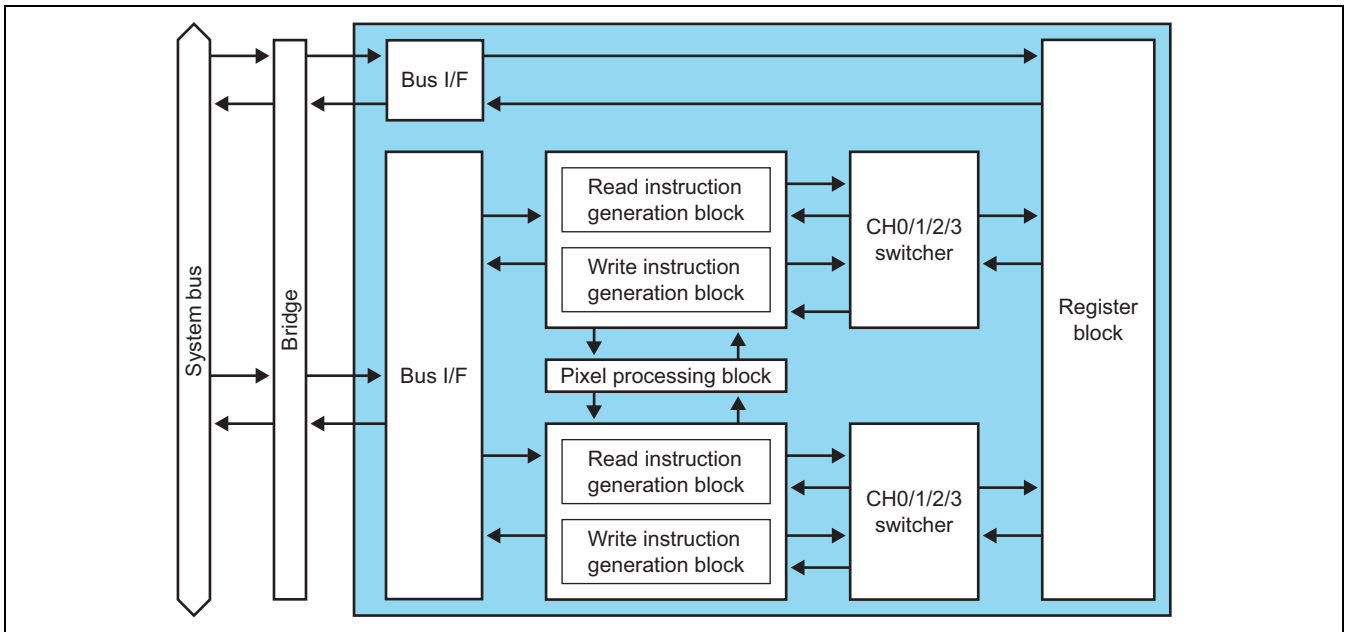 System bus
Bridge
Bus I/F
Bus I/F
Read instruction
generation block
Write instruction
generation block
Pixel processing block
Read instruction
generation block
Write instruction
generation block
CH0/1/2/3
switcher
CH0/1/2/3
switcher
Register
block